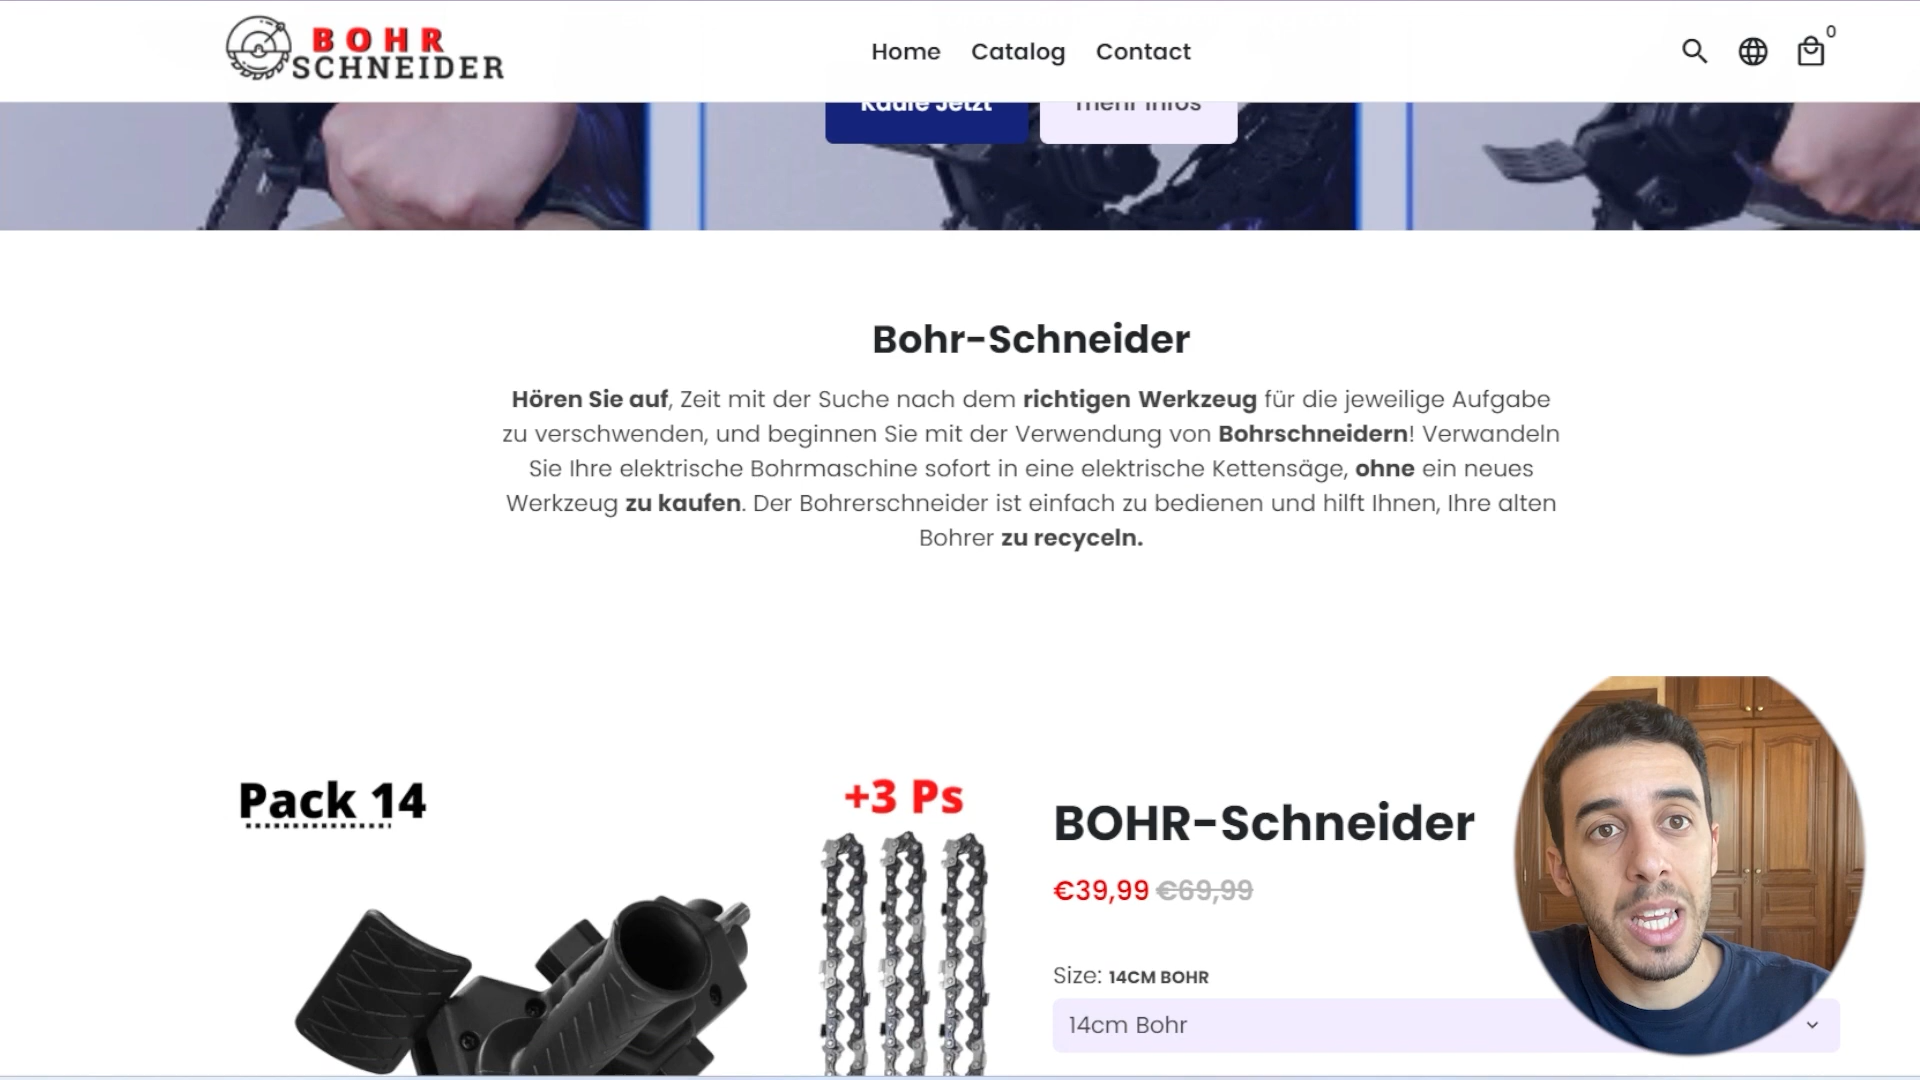 BOHR
SCHNEIDER
Home
Catalog
Contact
0
Kaufe Jetzt
mehr Infos
Bohr-Schneider
Hören Sie auf, Zeit mit der Suche nach dem richtigen Werkzeug für die jeweilige Aufgabe
zu verschwenden, und beginnen Sie mit der Verwendung von Bohrschneidern! Verwandeln
Sie Ihre elektrische Bohrmaschine sofort in eine elektrische Kettensäge, ohne ein neues
Werkzeug zu kaufen. Der Bohrerschneider ist einfach zu bedienen und hilft Ihnen, Ihre alten
Bohrer zu recyceln.
Pack 14
+3 Ps
BOHR-Schneider
€39,99 €69,99
Size: 14CM BOHR
14cm Bohr